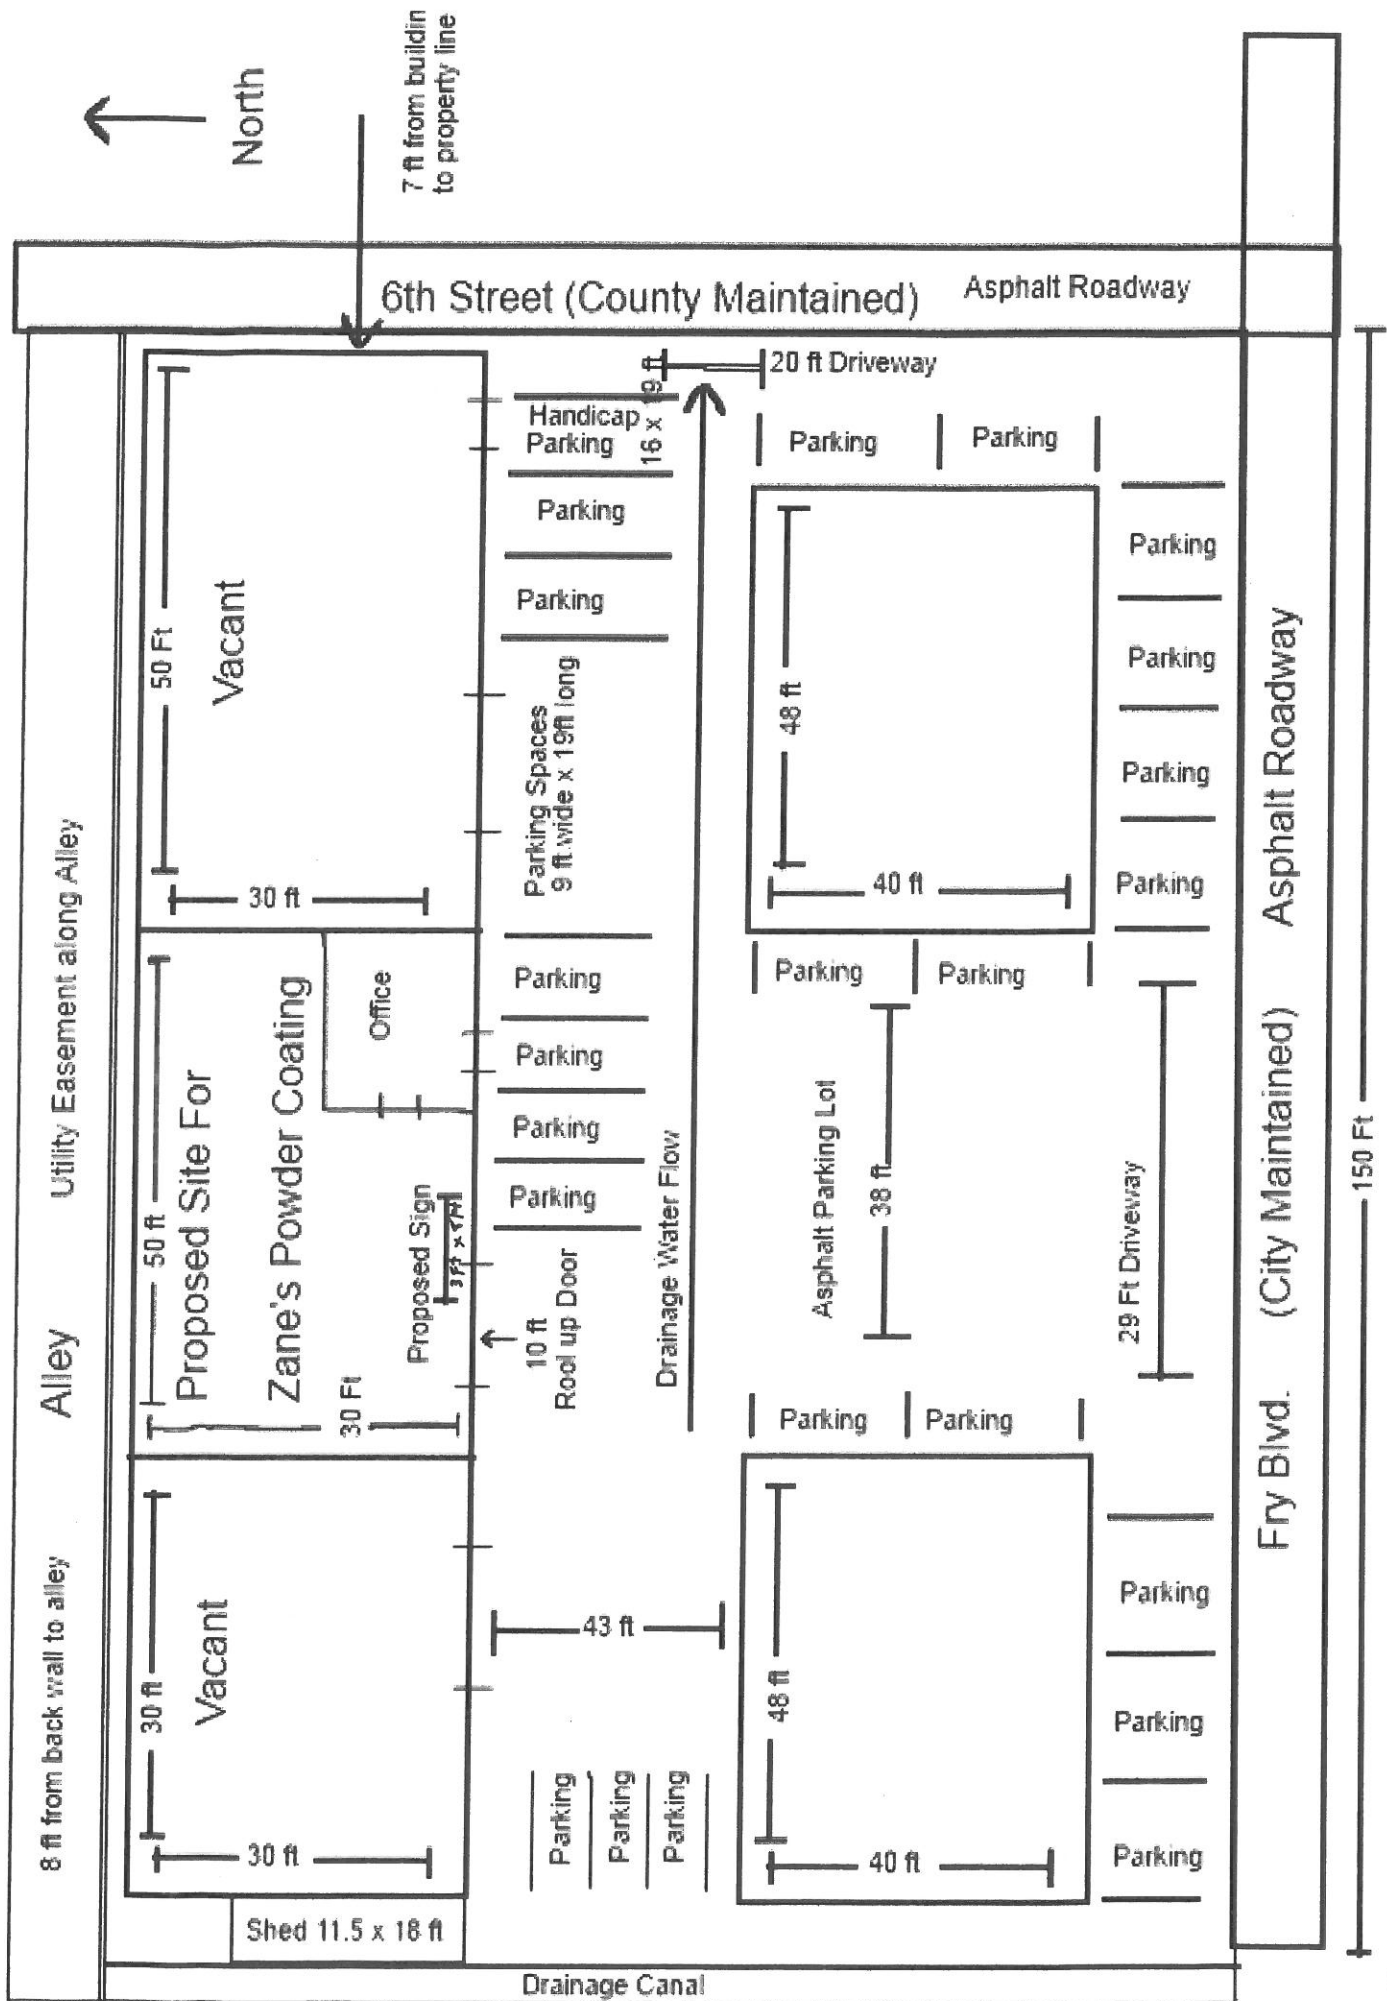 North
7 ft from buildin
to property line
6th Street (County Maintained)
Asphalt Roadway
20 ft Driveway
Handicap
Parking
16 x 19 ft
Parking
Parking
Parking
Parking
50 Ft
Vacant
30 ft
Parking Spaces
9 ft wide x 19ft long
48 ft
40 ft
Parking
Parking
Parking
Parking
Utility Easement along Alley
Alley
8 ft from back wall to alley
50 ft
Proposed Site For
Zane's Powder Coating
Office
30 Ft
Proposed Sign
3 Ft x
10 ft
Rool up Door
Parking
Parking
Parking
Parking
Drainage Water Flow
Parking
Parking
Asphalt Parking Lot
38 ft
29 Ft Driveway
Parking
Parking
Fry Blvd.
(City Maintained)
Asphalt Roadway
150 Ft
30 ft
Vacant
30 ft
43 ft
Parking
Parking
Parking
48 ft
40 ft
Parking
Parking
Parking
Shed 11.5 x 18 ft
Drainage Canal